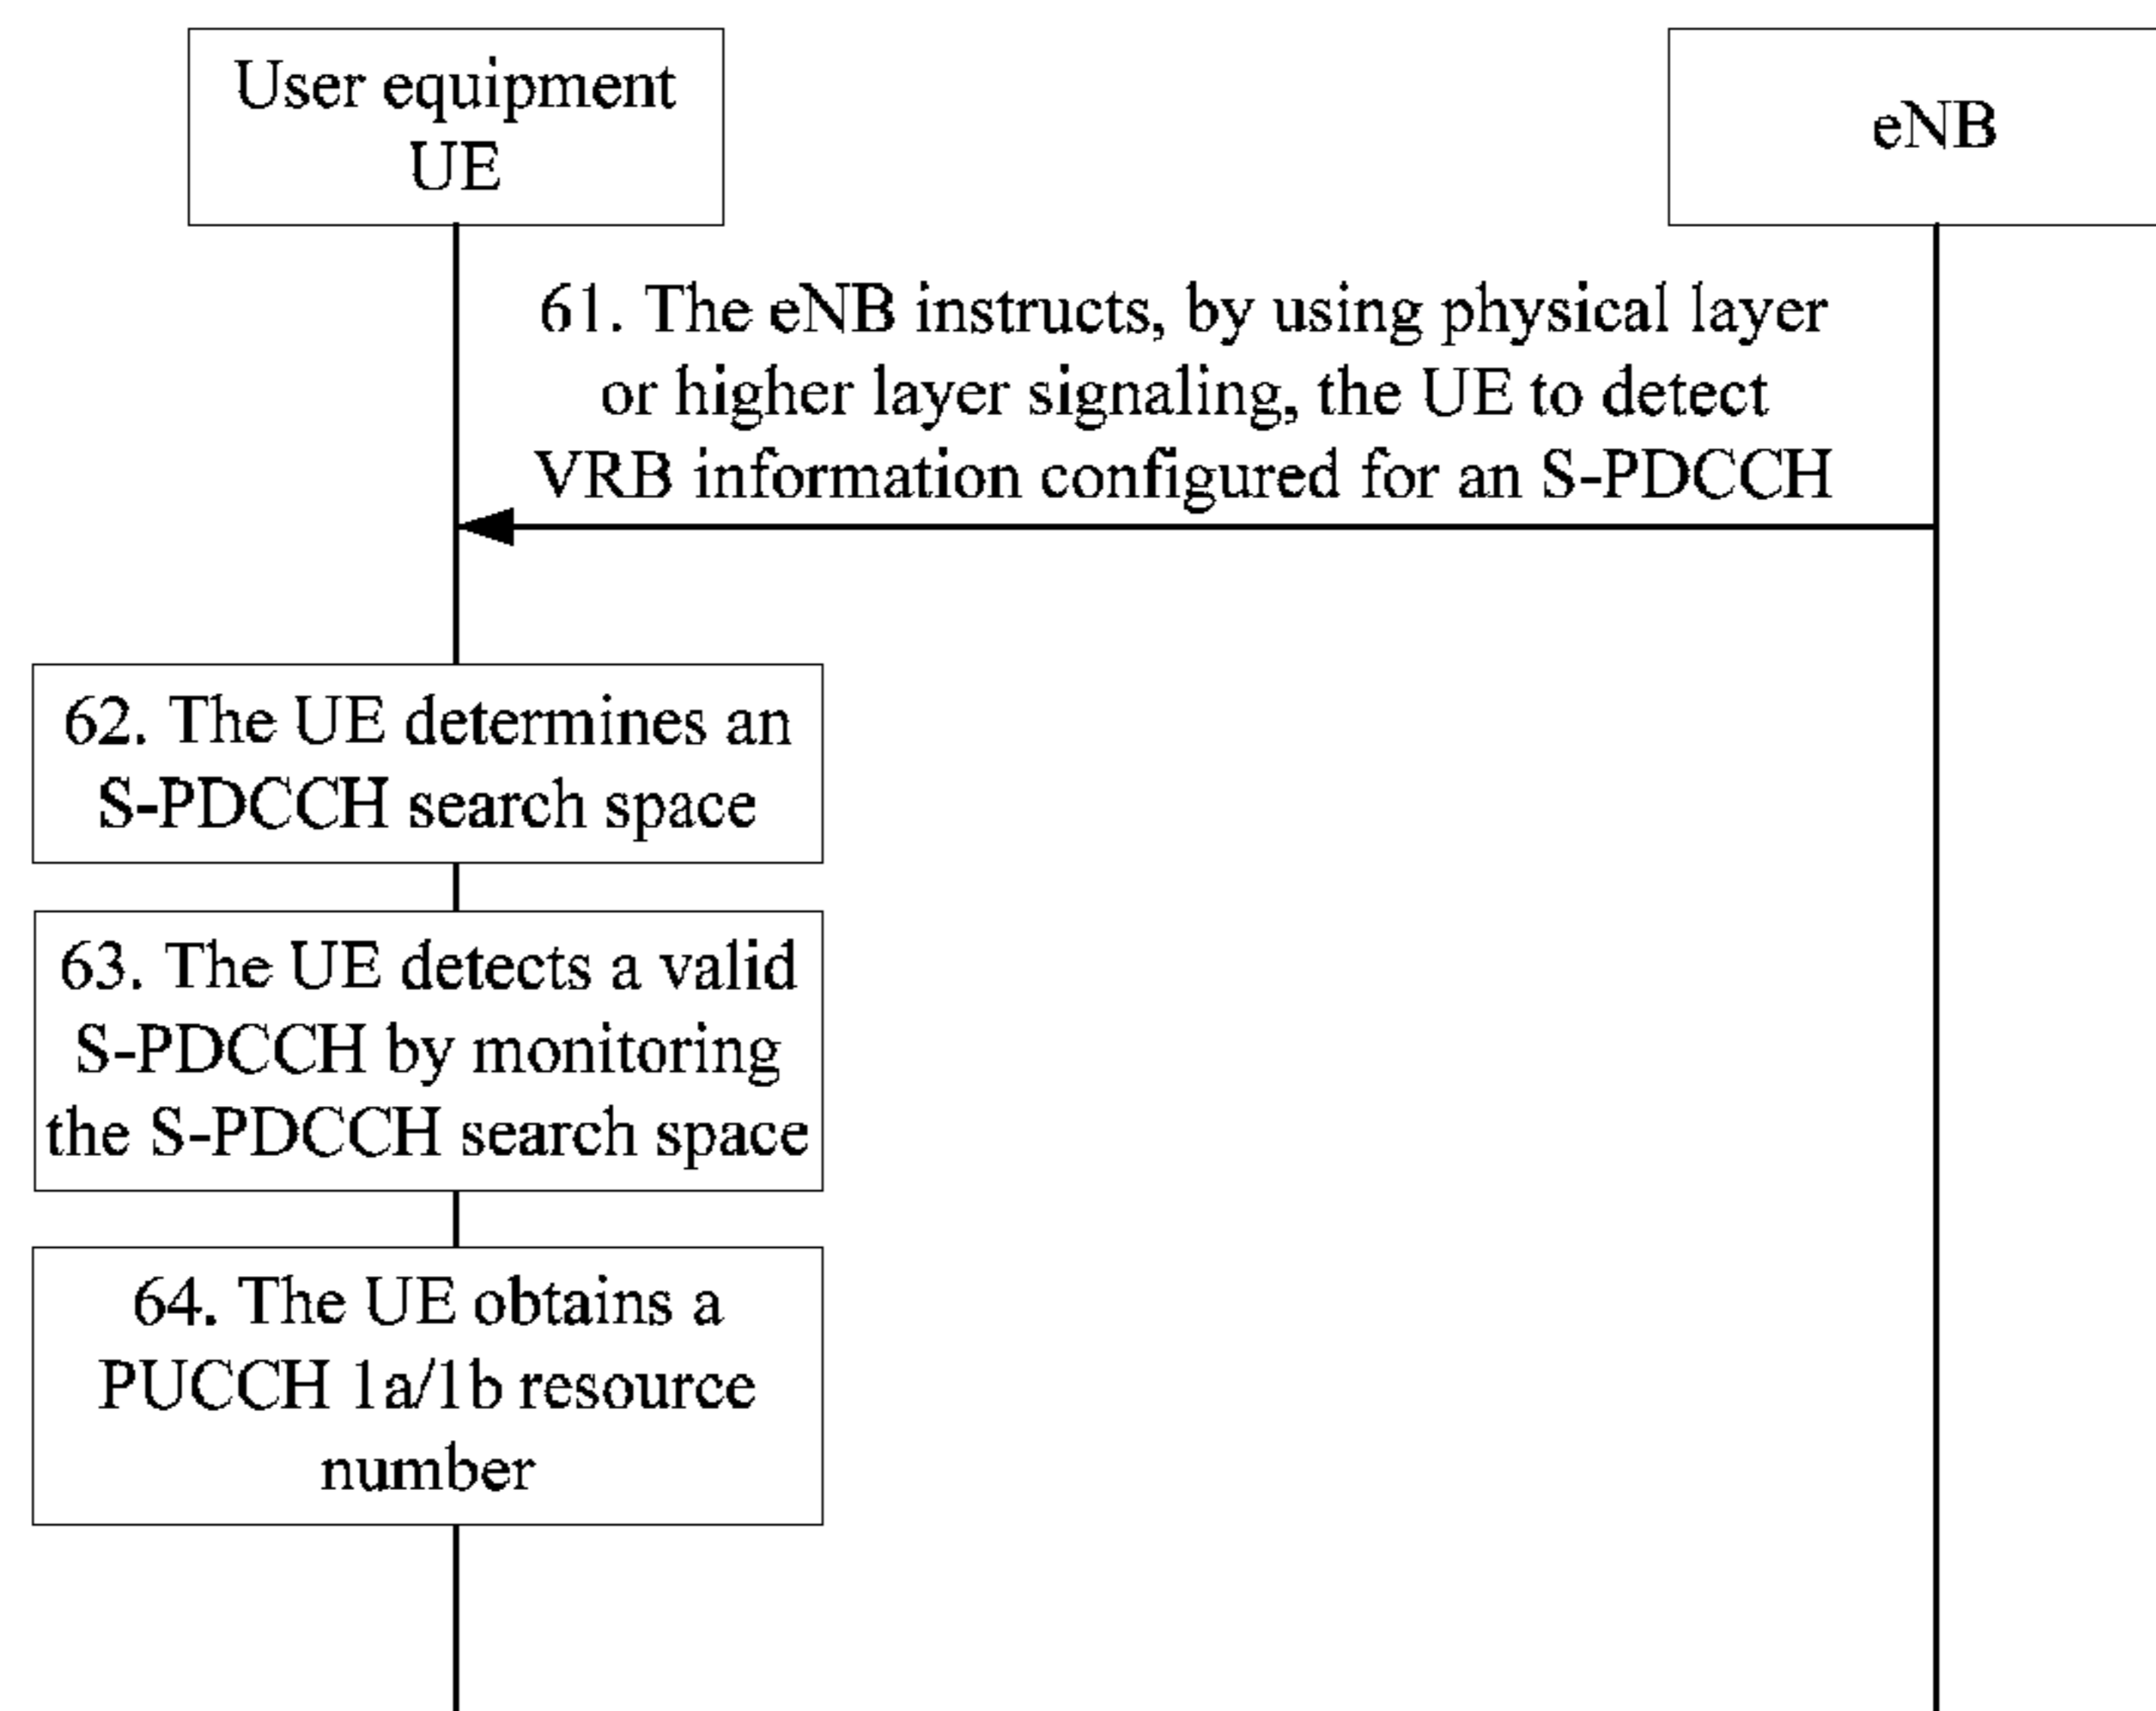 User equipment
UE
eNB
61. The eNB instructs, by using physical layer
or higher layer signaling, the UE to detect
VRB information configured for an S-PDCCH
62. The UE determines an
S-PDCCH search space
63. The UE detects a valid
S-PDCCH by monitoring
the S-PDCCH search space
64. The UE obtains a
PUCCH 1a/1b resource
number